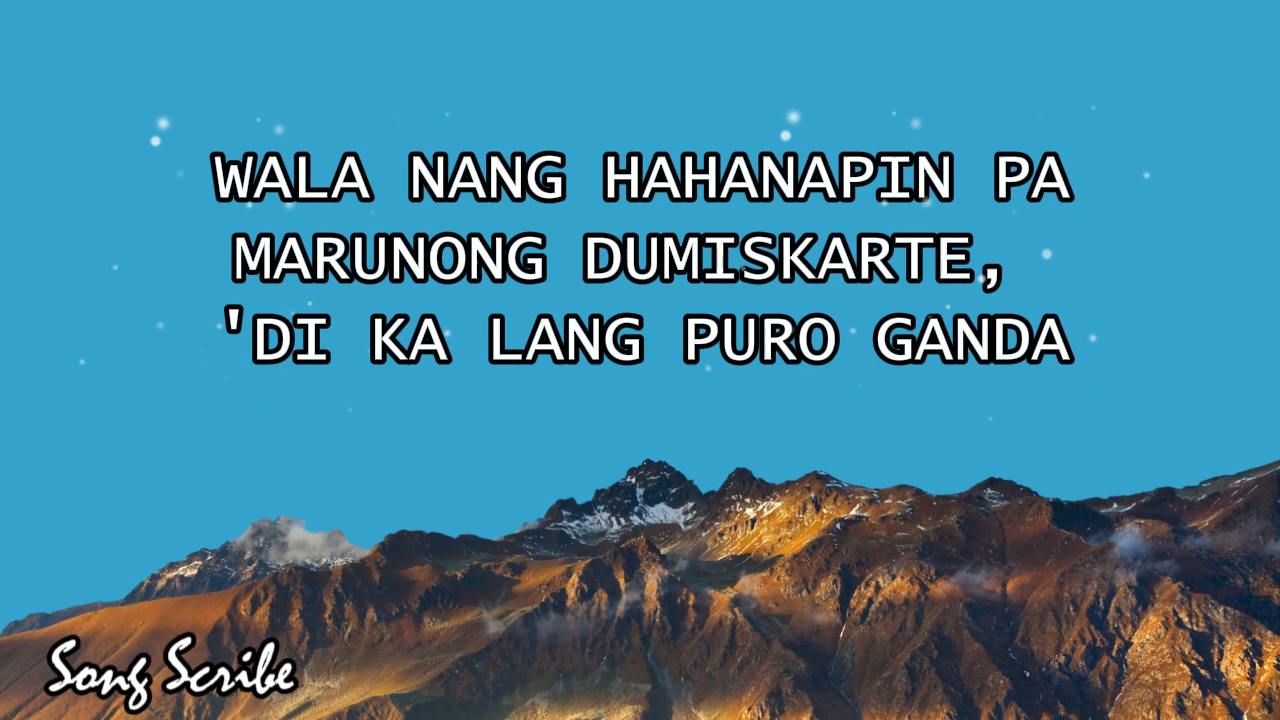 WALA NANG HAHANAPIN PA
MARUNONG DUMISKARTE,
'DI KA LANG PURO GANDA
Song Scribe